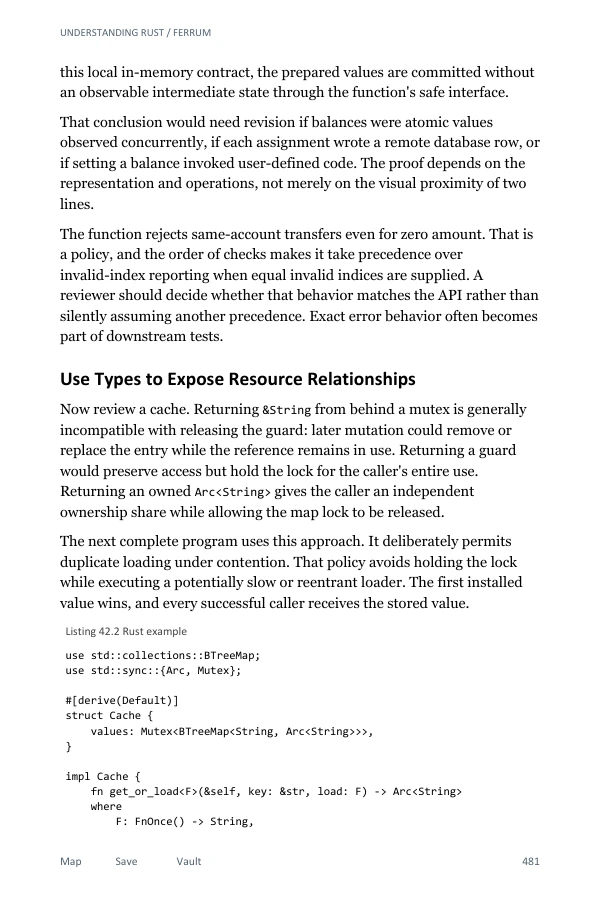 UNDERSTANDING RUST / FERRUM
this local in-memory contract, the prepared values are committed without
an observable intermediate state through the function's safe interface.
That conclusion would need revision if balances were atomic values
observed concurrently, if each assignment wrote a remote database row, or
if setting a balance invoked user-defined code. The proof depends on the
representation and operations, not merely on the visual proximity of two
lines.
The function rejects same-account transfers even for zero amount. That is
a policy, and the order of checks makes it take precedence over
invalid-index reporting when equal invalid indices are supplied. A
reviewer should decide whether that behavior matches the API rather than
silently assuming another precedence. Exact error behavior often becomes
part of downstream tests.
Use Types to Expose Resource Relationships
Now review a cache. Returning &String from behind a mutex is generally
incompatible with releasing the guard: later mutation could remove or
replace the entry while the reference remains in use. Returning a guard
would preserve access but hold the lock for the caller's entire use.
Returning an owned Arc<String> gives the caller an independent
ownership share while allowing the map lock to be released.
The next complete program uses this approach. It deliberately permits
duplicate loading under contention. That policy avoids holding the lock
while executing a potentially slow or reentrant loader. The first installed
value wins, and every successful caller receives the stored value.
Listing 42.2 Rust example
use std::collections::BTreeMap;
use std::sync::{Arc, Mutex};
#[derive(Default)]
struct Cache {
    values: Mutex<BTreeMap<String, Arc<String>>>,
}
impl Cache {
    fn get_or_load<F>(&self, key: &str, load: F) -> Arc<String>
    where
        F: FnOnce() -> String,
Map Save Vault 481